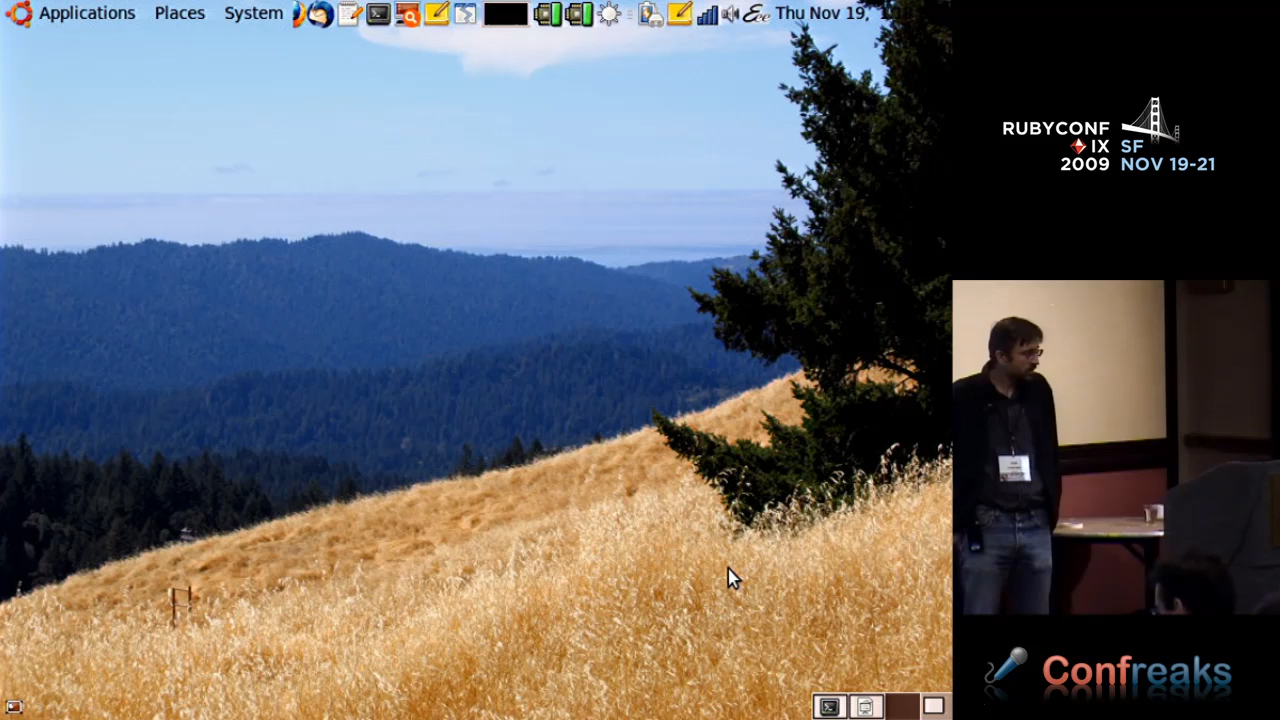 Applications Places System Thu Nov 19,
RUBYCONF
IX SF
2009 NOV 19-21
Confreaks